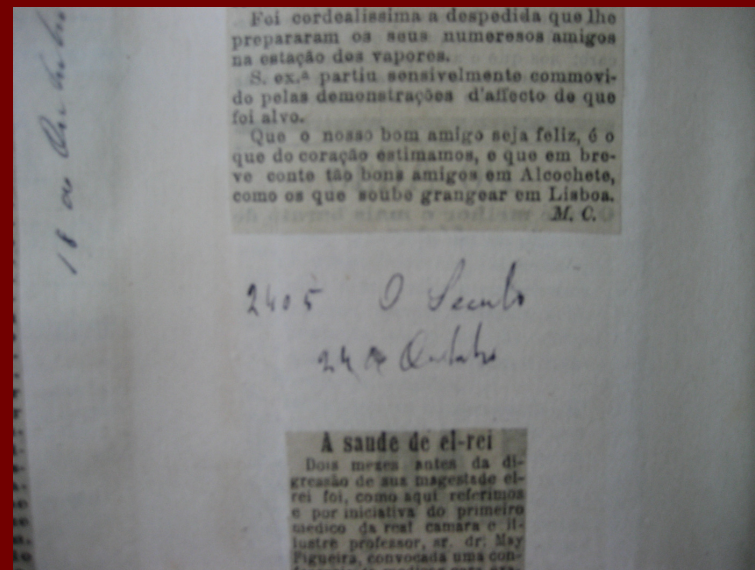 Foi cordealissima a despedida que lhe
prepararam os seus numerosos amigos
na estação dos vapores.
S. ex.ª partiu sensivelmente commovi-
do pelas demonstrações d'affecto de que
foi alvo.
Que o nosso bom amigo seja feliz, é o
que do coração estimamos, e que em bre-
ve conte tão bons amigos em Alcochete,
como os que soube grangear em Lisboa.
M. C.
18 de Outubro
2405 O Seculo
24 de Outubro
A saude de el-rei
Dois mezes antes da di-
gressão de sua magestade el-
rei foi, como aqui referimos
e por iniciativa do primeiro
medico da real camara e il-
lustre professor, sr. dr. May
Figueira, convocada uma con-